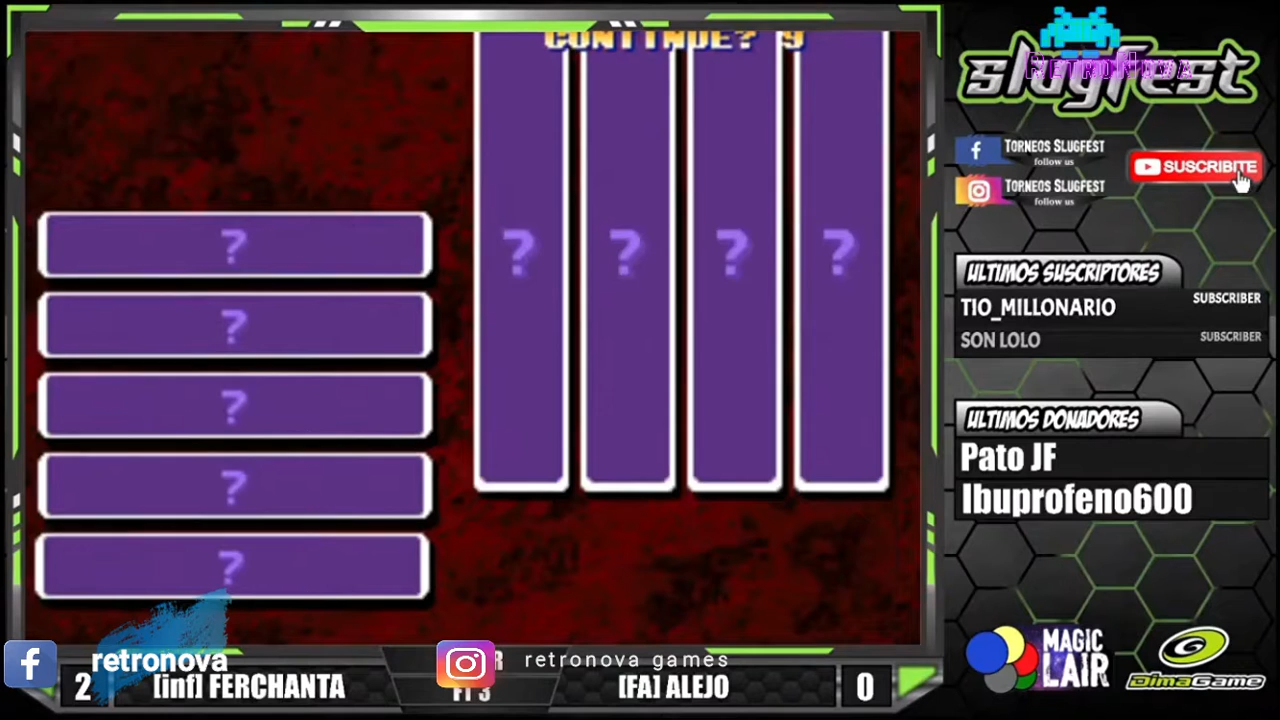 CONTINUE? 9
?
?
?
?
?
?
?
?
?
slugfest
RETRONOVA
TORNEOS SLUGFEST
follow us
SUSCRIBITE
TORNEOS SLUGFEST
follow us
ULTIMOS SUSCRIPTORES
TIO_MILLONARIO SUBSCRIBER
SON LOLO SUBSCRIBER
ULTIMOS DONADORES
Pato JF
Ibuprofeno600
MAGIC
LAIR
DIMAGAME
retronova
retronova games
2 [inf] FERCHANTA FT 3 [FA] ALEJO 0